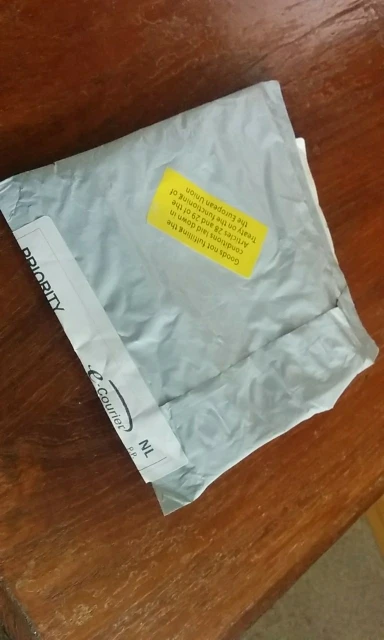 Goods not fulfilling the
conditions laid down in
Articles 28 and 29 of the
Treaty on the functioning of
the European Union
PRIORITY
e-Courier
NL
P.P.